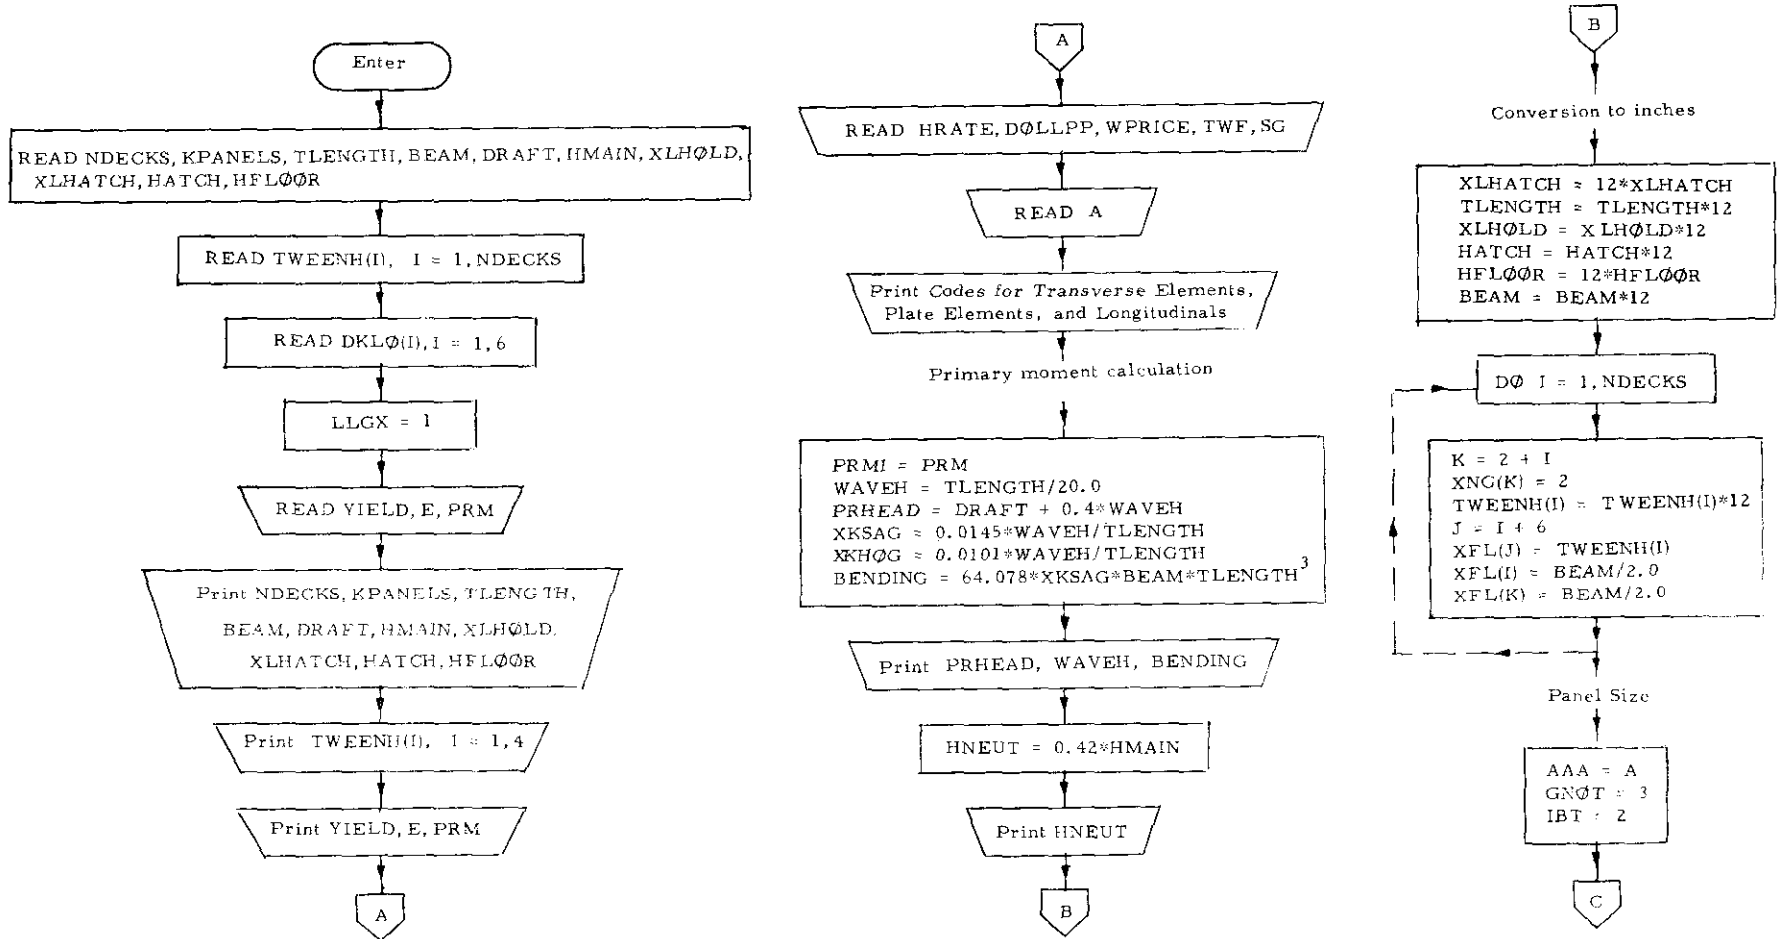 Enter
READ NDECKS, KPANELS, TLENGTH, BEAM, DRAFT, HMAIN, XLHØLD,
XLHATCH, HATCH, HFLØØR
READ TWEENH(I), I = 1, NDECKS
READ DKLØ(I), I = 1, 6
LLGX = 1
READ YIELD, E, PRM
Print NDECKS, KPANELS, TLENGTH,
BEAM, DRAFT, HMAIN, XLHØLD,
XLHATCH, HATCH, HFLØØR
Print TWEENH(I), I = 1, 4
Print YIELD, E, PRM
A
A
READ HRATE, DØLLPP, WPRICE, TWF, SG
READ A
Print Codes for Transverse Elements,
Plate Elements, and Longitudinals
Primary moment calculation
PRMI = PRM
WAVEH = TLENGTH/20.0
PRHEAD = DRAFT + 0.4*WAVEH
XKSAG = 0.0145*WAVEH/TLENGTH
XKHØG = 0.0101*WAVEH/TLENGTH
BENDING = 64.078*XKSAG*BEAM*TLENGTH³
Print PRHEAD, WAVEH, BENDING
HNEUT = 0.42*HMAIN
Print HNEUT
B
B
Conversion to inches
XLHATCH = 12*XLHATCH
TLENGTH = TLENGTH*12
XLHØLD = XLHØLD*12
HATCH = HATCH*12
HFLØØR = 12*HFLØØR
BEAM = BEAM*12
DØ I = 1, NDECKS
K = 2 + I
XNG(K) = 2
TWEENH(I) = TWEENH(I)*12
J = I + 6
XFL(J) = TWEENH(I)
XFL(I) = BEAM/2.0
XFL(K) = BEAM/2.0
Panel Size
AAA = A
GNØT = 3
IBT = 2
C